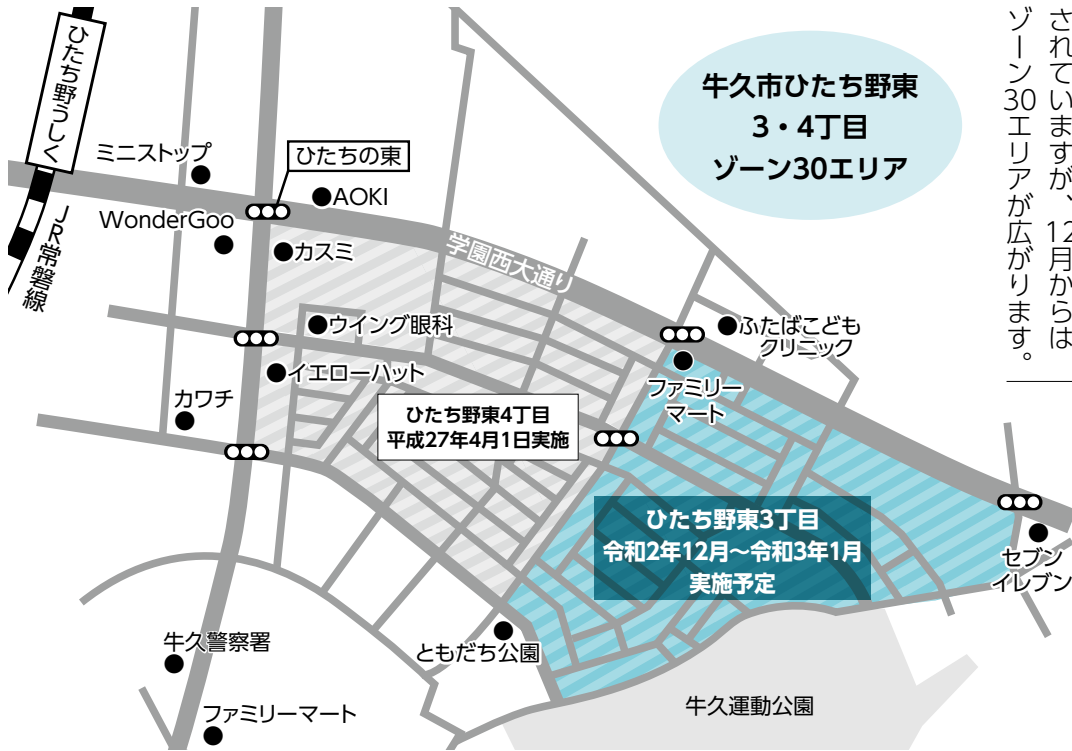 されていますが、12月からは
ゾーン30エリアが広がります。
牛久市ひたち野東
3・4丁目
ゾーン30エリア
ひたち野うしく
JR常磐線
ミニストップ
ひたちの東
AOKI
WonderGoo
カスミ
学園西大通り
ウイング眼科
ふたばこども
クリニック
イエローハット
ファミリー
マート
カワチ
ひたち野東4丁目
平成27年4月1日実施
ひたち野東3丁目
令和2年12月～令和3年1月
実施予定
セブン
イレブン
ともだち公園
牛久警察署
牛久運動公園
ファミリーマート